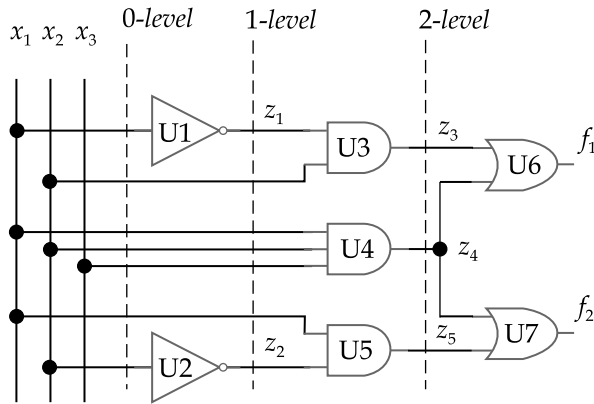 0-level 1-level 2-level
x1 x2 x3
z1
U1
z3
f1
U3
U6
U4
z4
f2
z5
U7
z2
U5
U2